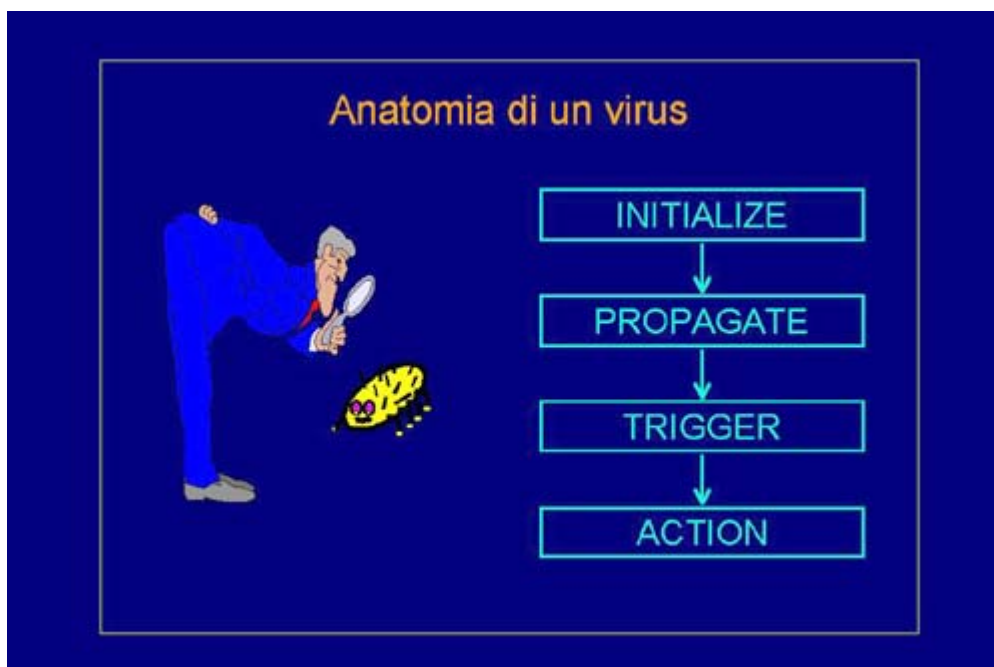 Anatomia di un virus
INITIALIZE
PROPAGATE
TRIGGER
ACTION